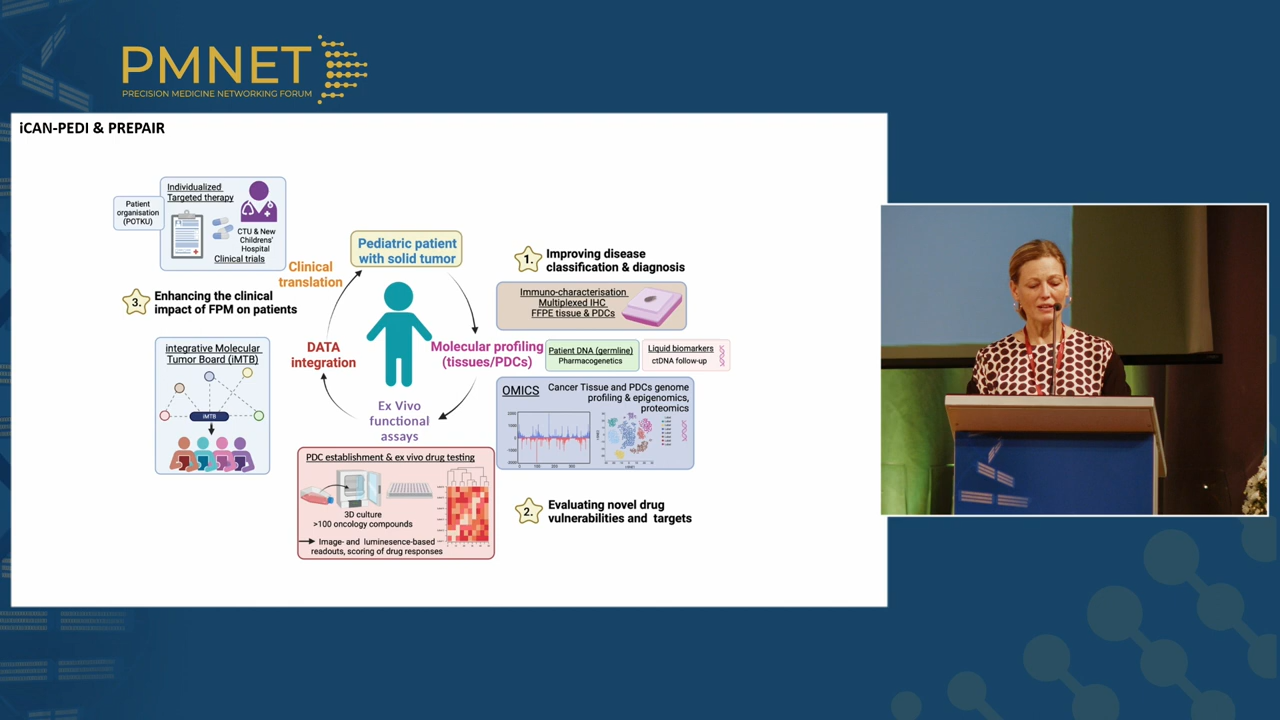 PMNET
PRECISION MEDICINE NETWORKING FORUM
iCAN-PEDI & PREPAIR
Patient
organisation
(POTKU)
Individualized
Targeted therapy
CTU & New
Childrens'
Hospital
Clinical trials
Clinical
translation
Pediatric patient
with solid tumor
1.
Improving disease
classification & diagnosis
Immuno-characterisation
Multiplexed IHC
FFPE tissue & PDCs
3.
Enhancing the clinical
impact of FPM on patients
DATA
integration
Molecular profiling
(tissues/PDCs)
Patient DNA (germline)
Pharmacogenetics
Liquid biomarkers
ctDNA follow-up
integrative Molecular
Tumor Board (iMTB)
iMTB
OMICS
Cancer Tissue and PDCs genome
profiling & epigenomics,
proteomics
Ex Vivo
functional
assays
PDC establishment & ex vivo drug testing
3D culture
>100 oncology compounds
Image- and luminesence-based
readouts, scoring of drug responses
2.
Evaluating novel drug
vulnerabilities and targets